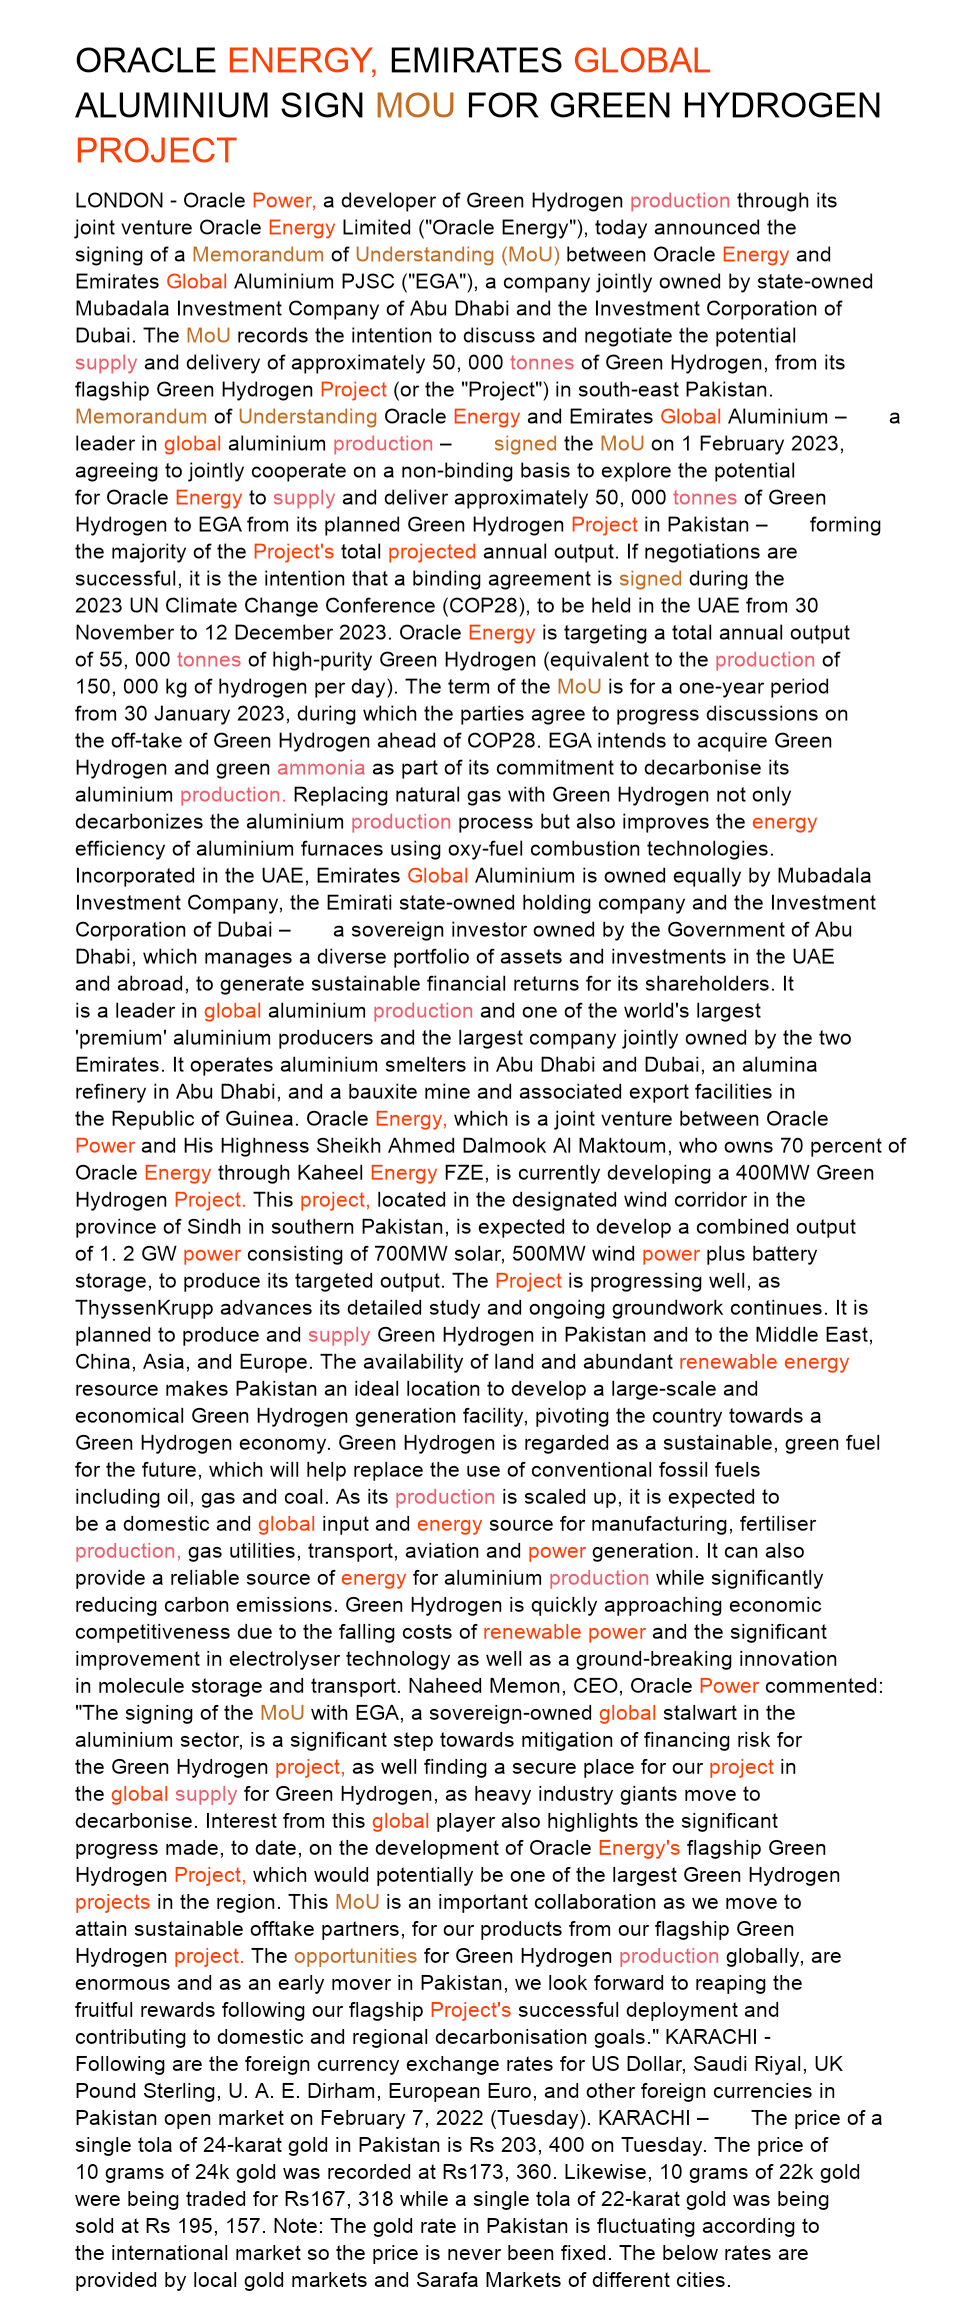 ORACLE ENERGY, EMIRATES GLOBAL
ALUMINIUM SIGN MOU FOR GREEN HYDROGEN
PROJECT
LONDON - Oracle Power, a developer of Green Hydrogen production through its
joint venture Oracle Energy Limited ("Oracle Energy"), today announced the
signing of a Memorandum of Understanding (MoU) between Oracle Energy and
Emirates Global Aluminium PJSC ("EGA"), a company jointly owned by state-owned
Mubadala Investment Company of Abu Dhabi and the Investment Corporation of
Dubai. The MoU records the intention to discuss and negotiate the potential
supply and delivery of approximately 50, 000 tonnes of Green Hydrogen, from its
flagship Green Hydrogen Project (or the "Project") in south-east Pakistan.
Memorandum of Understanding Oracle Energy and Emirates Global Aluminium – a
leader in global aluminium production – signed the MoU on 1 February 2023,
agreeing to jointly cooperate on a non-binding basis to explore the potential
for Oracle Energy to supply and deliver approximately 50, 000 tonnes of Green
Hydrogen to EGA from its planned Green Hydrogen Project in Pakistan – forming
the majority of the Project's total projected annual output. If negotiations are
successful, it is the intention that a binding agreement is signed during the
2023 UN Climate Change Conference (COP28), to be held in the UAE from 30
November to 12 December 2023. Oracle Energy is targeting a total annual output
of 55, 000 tonnes of high-purity Green Hydrogen (equivalent to the production of
150, 000 kg of hydrogen per day). The term of the MoU is for a one-year period
from 30 January 2023, during which the parties agree to progress discussions on
the off-take of Green Hydrogen ahead of COP28. EGA intends to acquire Green
Hydrogen and green ammonia as part of its commitment to decarbonise its
aluminium production. Replacing natural gas with Green Hydrogen not only
decarbonizes the aluminium production process but also improves the energy
efficiency of aluminium furnaces using oxy-fuel combustion technologies.
Incorporated in the UAE, Emirates Global Aluminium is owned equally by Mubadala
Investment Company, the Emirati state-owned holding company and the Investment
Corporation of Dubai – a sovereign investor owned by the Government of Abu
Dhabi, which manages a diverse portfolio of assets and investments in the UAE
and abroad, to generate sustainable financial returns for its shareholders. It
is a leader in global aluminium production and one of the world's largest
'premium' aluminium producers and the largest company jointly owned by the two
Emirates. It operates aluminium smelters in Abu Dhabi and Dubai, an alumina
refinery in Abu Dhabi, and a bauxite mine and associated export facilities in
the Republic of Guinea. Oracle Energy, which is a joint venture between Oracle
Power and His Highness Sheikh Ahmed Dalmook Al Maktoum, who owns 70 percent of
Oracle Energy through Kaheel Energy FZE, is currently developing a 400MW Green
Hydrogen Project. This project, located in the designated wind corridor in the
province of Sindh in southern Pakistan, is expected to develop a combined output
of 1. 2 GW power consisting of 700MW solar, 500MW wind power plus battery
storage, to produce its targeted output. The Project is progressing well, as
ThyssenKrupp advances its detailed study and ongoing groundwork continues. It is
planned to produce and supply Green Hydrogen in Pakistan and to the Middle East,
China, Asia, and Europe. The availability of land and abundant renewable energy
resource makes Pakistan an ideal location to develop a large-scale and
economical Green Hydrogen generation facility, pivoting the country towards a
Green Hydrogen economy. Green Hydrogen is regarded as a sustainable, green fuel
for the future, which will help replace the use of conventional fossil fuels
including oil, gas and coal. As its production is scaled up, it is expected to
be a domestic and global input and energy source for manufacturing, fertiliser
production, gas utilities, transport, aviation and power generation. It can also
provide a reliable source of energy for aluminium production while significantly
reducing carbon emissions. Green Hydrogen is quickly approaching economic
competitiveness due to the falling costs of renewable power and the significant
improvement in electrolyser technology as well as a ground-breaking innovation
in molecule storage and transport. Naheed Memon, CEO, Oracle Power commented:
"The signing of the MoU with EGA, a sovereign-owned global stalwart in the
aluminium sector, is a significant step towards mitigation of financing risk for
the Green Hydrogen project, as well finding a secure place for our project in
the global supply for Green Hydrogen, as heavy industry giants move to
decarbonise. Interest from this global player also highlights the significant
progress made, to date, on the development of Oracle Energy's flagship Green
Hydrogen Project, which would potentially be one of the largest Green Hydrogen
projects in the region. This MoU is an important collaboration as we move to
attain sustainable offtake partners, for our products from our flagship Green
Hydrogen project. The opportunities for Green Hydrogen production globally, are
enormous and as an early mover in Pakistan, we look forward to reaping the
fruitful rewards following our flagship Project's successful deployment and
contributing to domestic and regional decarbonisation goals." KARACHI -
Following are the foreign currency exchange rates for US Dollar, Saudi Riyal, UK
Pound Sterling, U. A. E. Dirham, European Euro, and other foreign currencies in
Pakistan open market on February 7, 2022 (Tuesday). KARACHI – The price of a
single tola of 24-karat gold in Pakistan is Rs 203, 400 on Tuesday. The price of
10 grams of 24k gold was recorded at Rs173, 360. Likewise, 10 grams of 22k gold
were being traded for Rs167, 318 while a single tola of 22-karat gold was being
sold at Rs 195, 157. Note: The gold rate in Pakistan is fluctuating according to
the international market so the price is never been fixed. The below rates are
provided by local gold markets and Sarafa Markets of different cities.